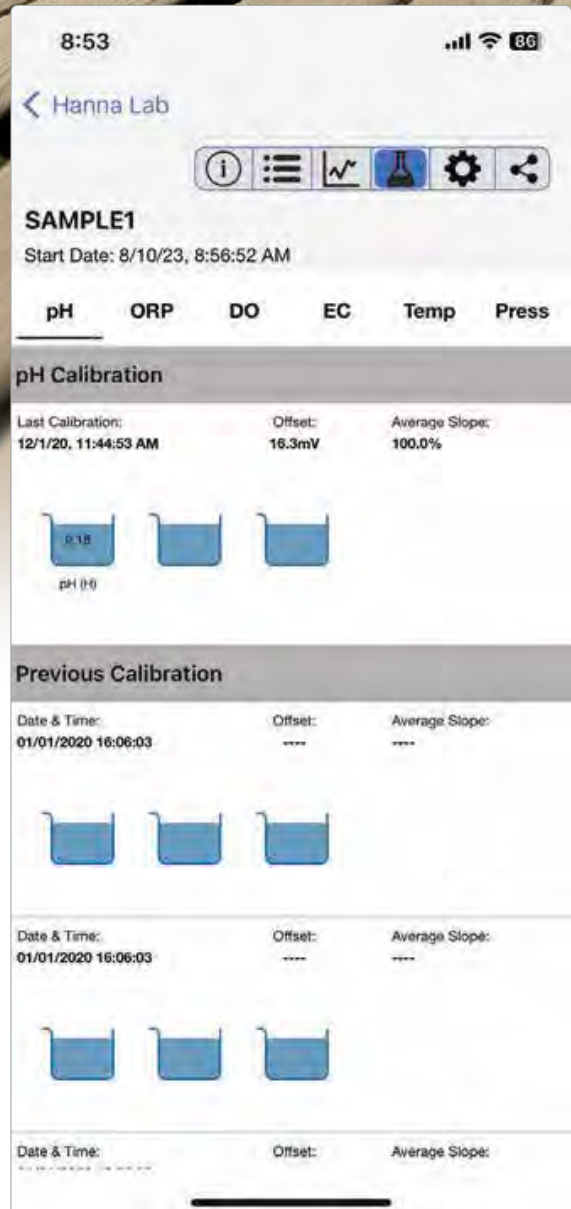 8:53
86
Hanna Lab
SAMPLE1
Start Date: 8/10/23, 8:56:52 AM
pH ORP DO EC Temp Press
pH Calibration
Last Calibration: Offset: Average Slope:
12/1/20, 11:44:53 AM 16.3mV 100.0%
0.18
pH (H)
Previous Calibration
Date & Time: Offset: Average Slope:
01/01/2020 16:06:03 ---- ----
Date & Time: Offset: Average Slope:
01/01/2020 16:06:03 ---- ----
Date & Time: Offset: Average Slope: